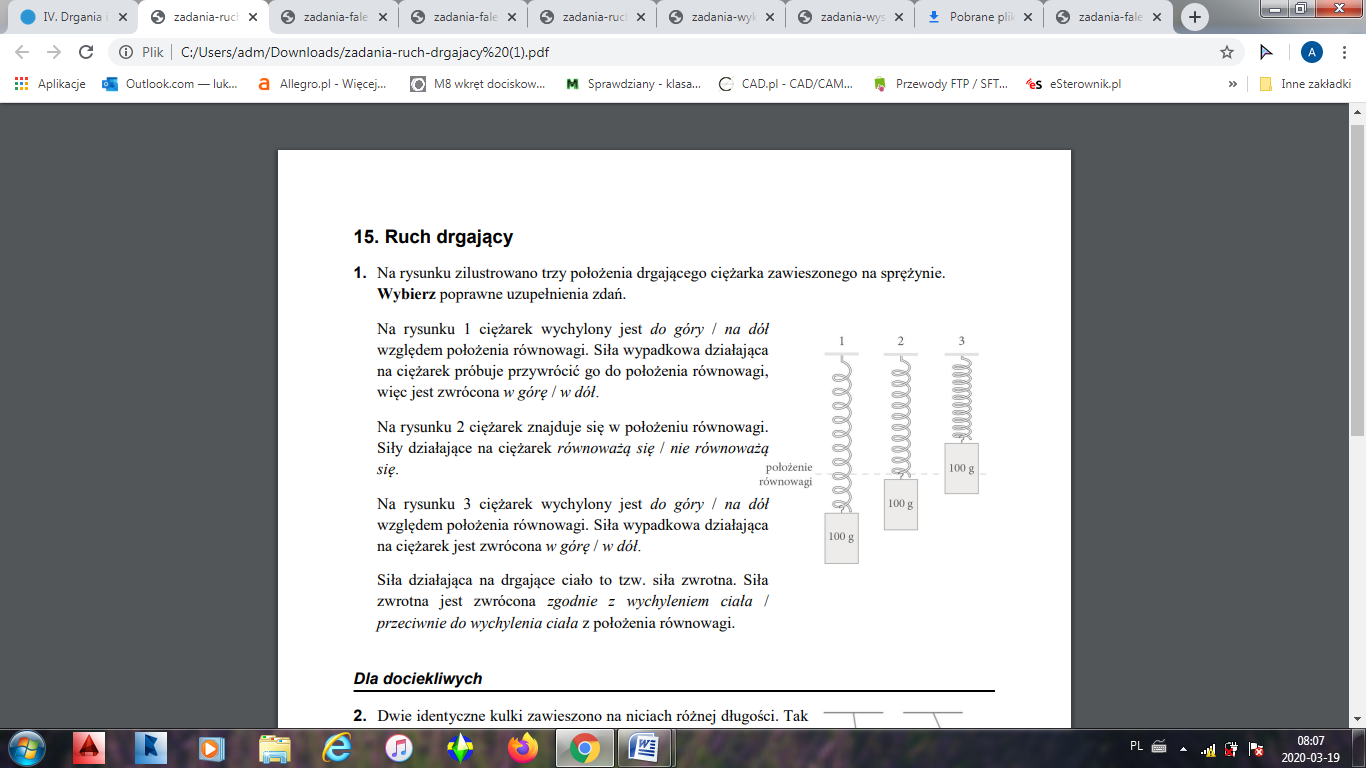 IV. Drgania i
zadania-ruch
zadania-fale
zadania-fale
zadania-ruch
zadania-wyk
zadania-wys
Pobrane plik
zadania-fale
Plik
C:/Users/adm/Downloads/zadania-ruch-drgajacy%20(1).pdf
A
Aplikacje
Outlook.com — luk...
Allegro.pl - Więcej...
M8 wkręt dociskow...
Sprawdziany - klasa...
CAD.pl - CAD/CAM...
Przewody FTP / SFT...
eSterownik.pl
»
Inne zakładki
15. Ruch drgający
1. Na rysunku zilustrowano trzy położenia drgającego ciężarka zawieszonego na sprężynie.
Wybierz poprawne uzupełnienia zdań.
Na rysunku 1 ciężarek wychylony jest do góry / na dół
względem położenia równowagi. Siła wypadkowa działająca
na ciężarek próbuje przywrócić go do położenia równowagi,
więc jest zwrócona w górę / w dół.
Na rysunku 2 ciężarek znajduje się w położeniu równowagi.
Siły działające na ciężarek równoważą się / nie równoważą
się.
Na rysunku 3 ciężarek wychylony jest do góry / na dół
względem położenia równowagi. Siła wypadkowa działająca
na ciężarek jest zwrócona w górę / w dół.
Siła działająca na drgające ciało to tzw. siła zwrotna. Siła
zwrotna jest zwrócona zgodnie z wychyleniem ciała /
przeciwnie do wychylenia ciała z położenia równowagi.
1 2 3
położenie
równowagi
100 g
100 g
100 g
Dla dociekliwych
2. Dwie identyczne kulki zawieszono na niciach różnej długości. Tak
PL
08:07
2020-03-19